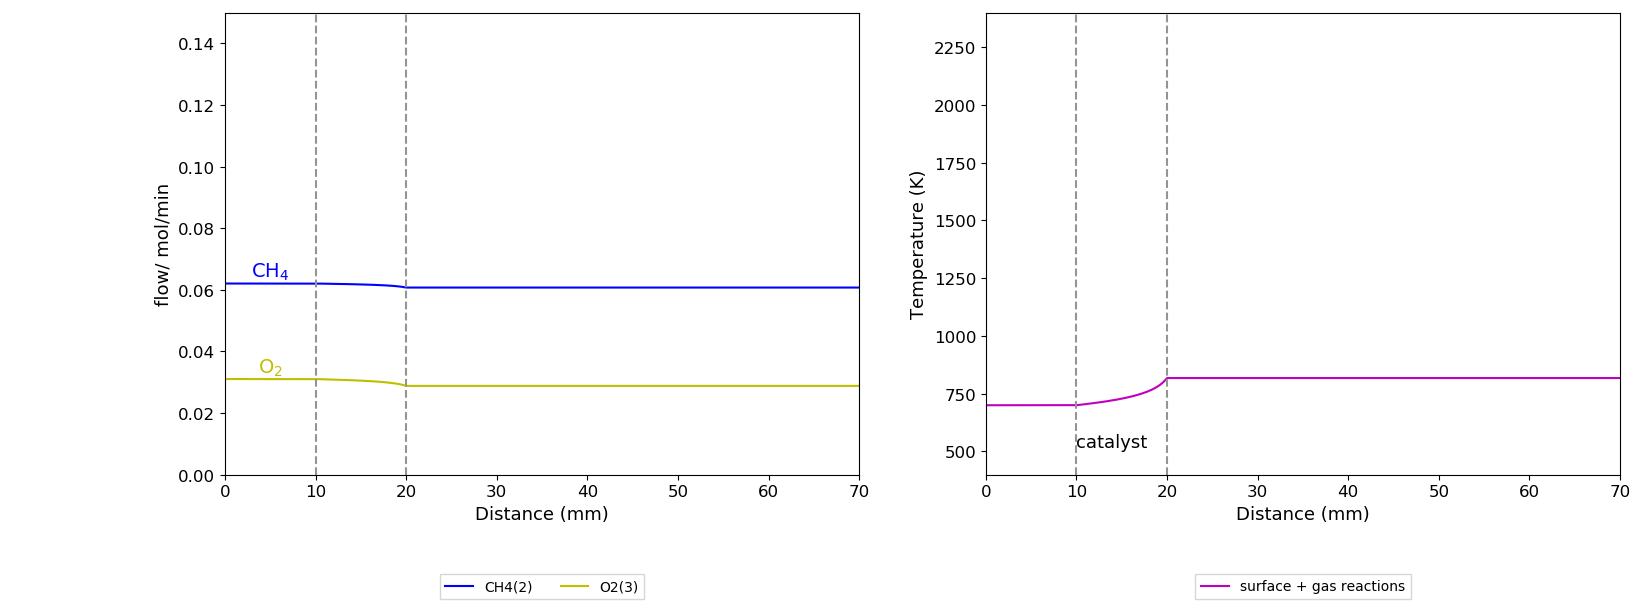 0.14
0.12
0.10
0.08
0.06
0.04
0.02
0.00
flow/ mol/min
CH₄
O₂
0 10 20 30 40 50 60 70
Distance (mm)
CH4(2) O2(3)
2250
2000
1750
1500
1250
1000
750
500
Temperature (K)
catalyst
0 10 20 30 40 50 60 70
Distance (mm)
surface + gas reactions